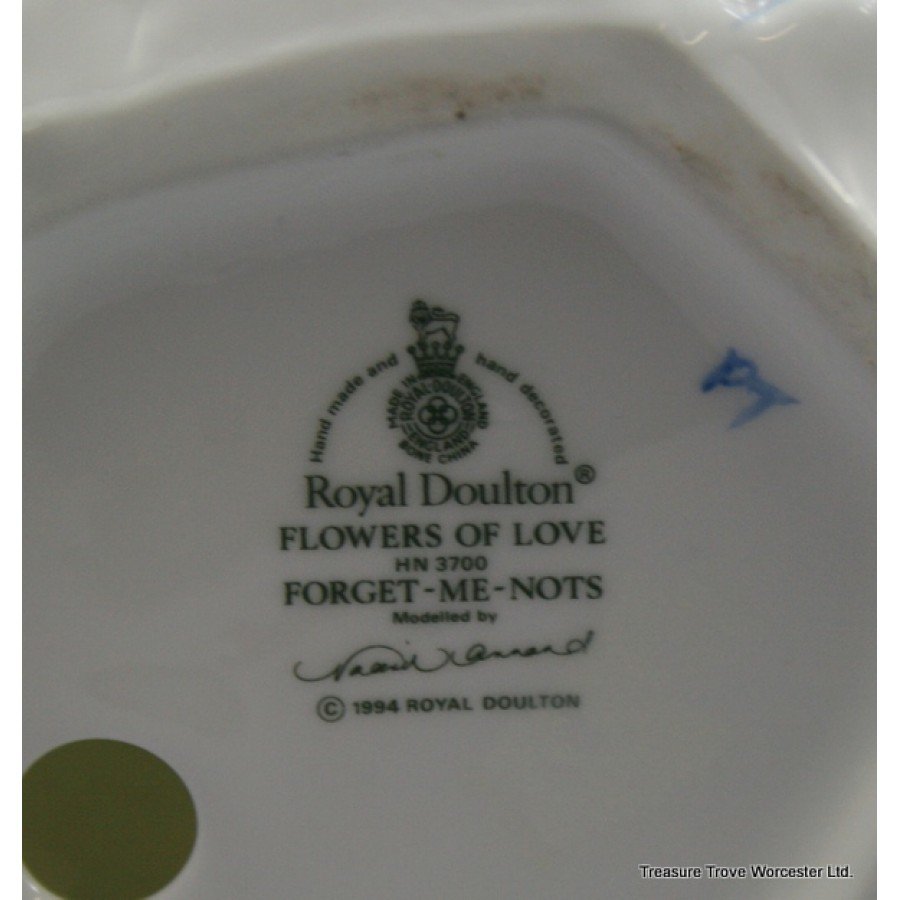 Hand made and hand decorated
MADE IN ENGLAND
ROYAL DOULTON
ENGLAND
BONE CHINA
Royal Doulton®
FLOWERS OF LOVE
HN 3700
FORGET-ME-NOTS
Modelled by
© 1994 ROYAL DOULTON
Treasure Trove Worcester Ltd.